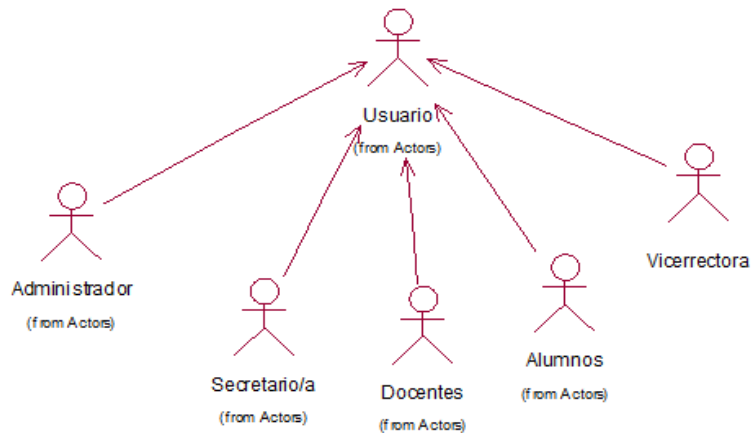 Usuario
(from Actors)
Administrador
(from Actors)
Secretario/a
(from Actors)
Docentes
(from Actors)
Alumnos
(from Actors)
Vicerrectora